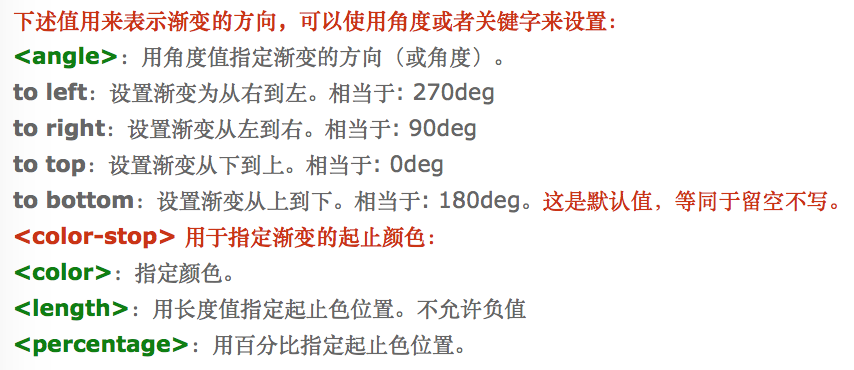 下述值用来表示渐变的方向，可以使用角度或者关键字来设置：
<angle>：用角度值指定渐变的方向（或角度）。
to left：设置渐变为从右到左。相当于: 270deg
to right：设置渐变从左到右。相当于: 90deg
to top：设置渐变从下到上。相当于: 0deg
to bottom：设置渐变从上到下。相当于: 180deg。这是默认值，等同于留空不写。
<color-stop> 用于指定渐变的起止颜色：
<color>：指定颜色。
<length>：用长度值指定起止色位置。不允许负值
<percentage>：用百分比指定起止色位置。